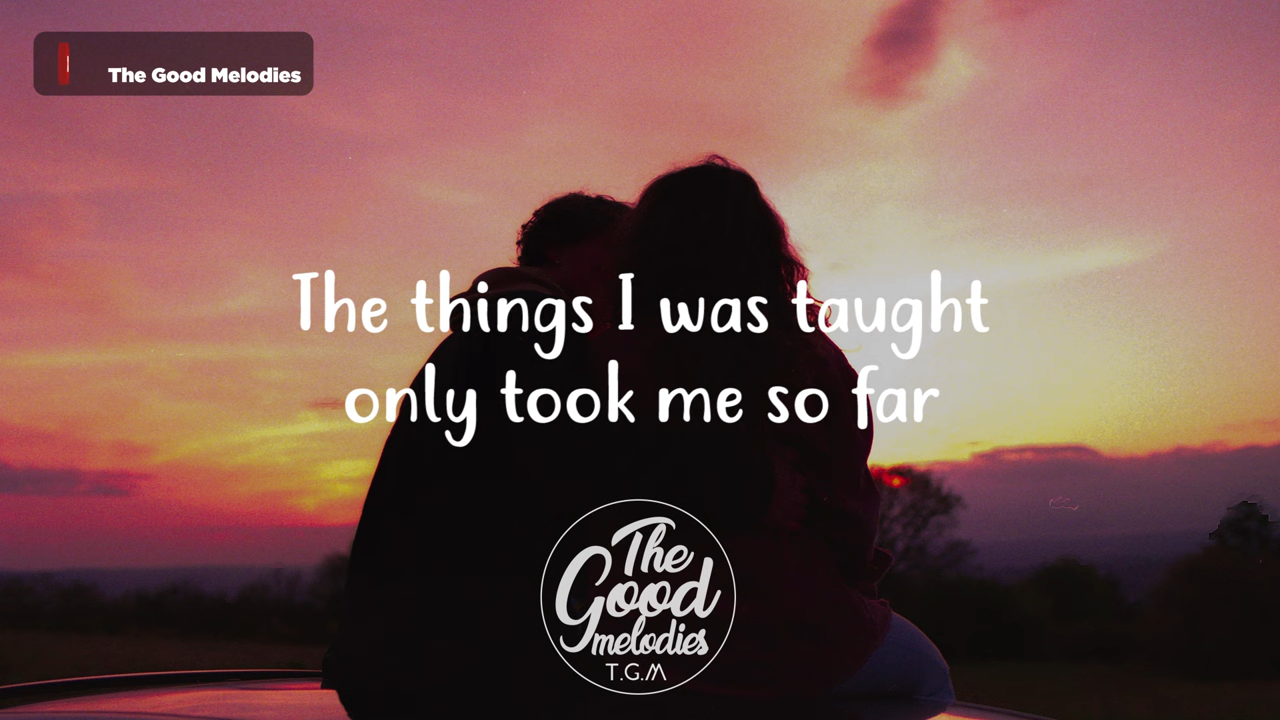 The Good Melodies
The things I was taught
only took me so far
The
Good
melodies
T.G.M